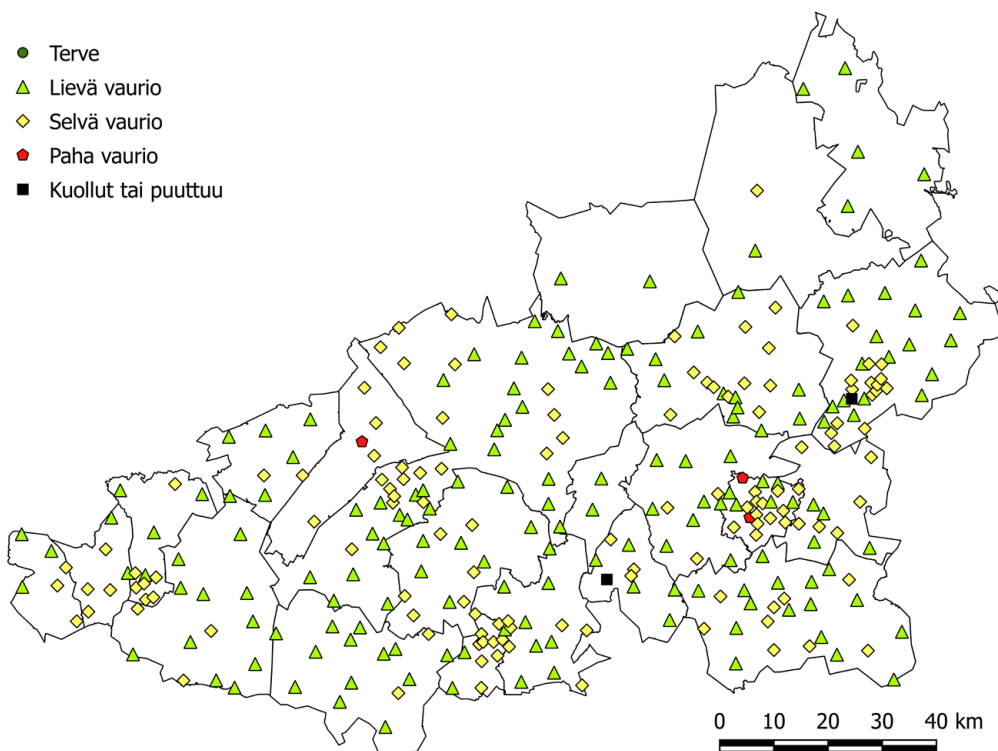 Terve
Lievä vaurio
Selvä vaurio
Paha vaurio
Kuollut tai puuttuu
0 10 20 30 40 km